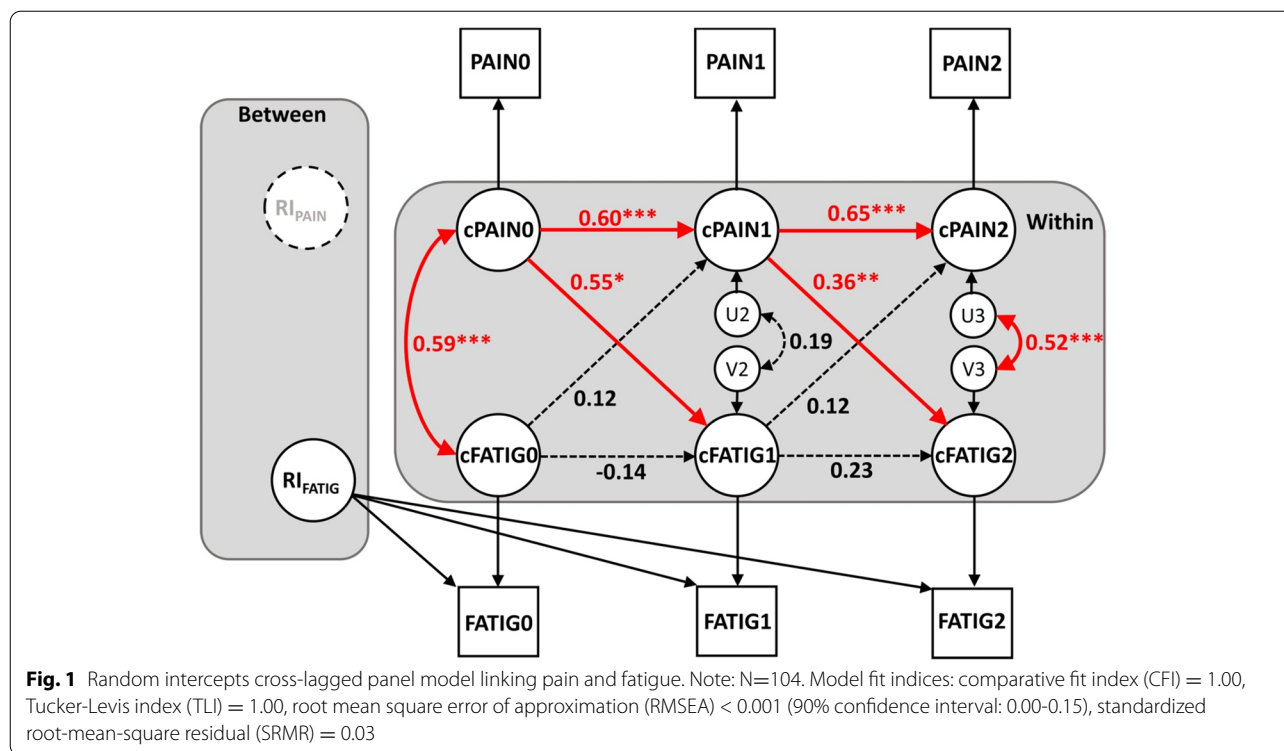 PAIN0 PAIN1 PAIN2
Between
RI_PAIN
Within
cPAIN0 0.60*** cPAIN1 0.65*** cPAIN2
0.55* 0.36**
U2 U3
0.59*** 0.19 0.52***
V2 V3
0.12 0.12
cFATIG0 -0.14 cFATIG1 0.23 cFATIG2
RI_FATIG
FATIG0 FATIG1 FATIG2
Fig. 1 Random intercepts cross-lagged panel model linking pain and fatigue. Note: N=104. Model fit indices: comparative fit index (CFI) = 1.00,
Tucker-Levis index (TLI) = 1.00, root mean square error of approximation (RMSEA) < 0.001 (90% confidence interval: 0.00-0.15), standardized
root-mean-square residual (SRMR) = 0.03